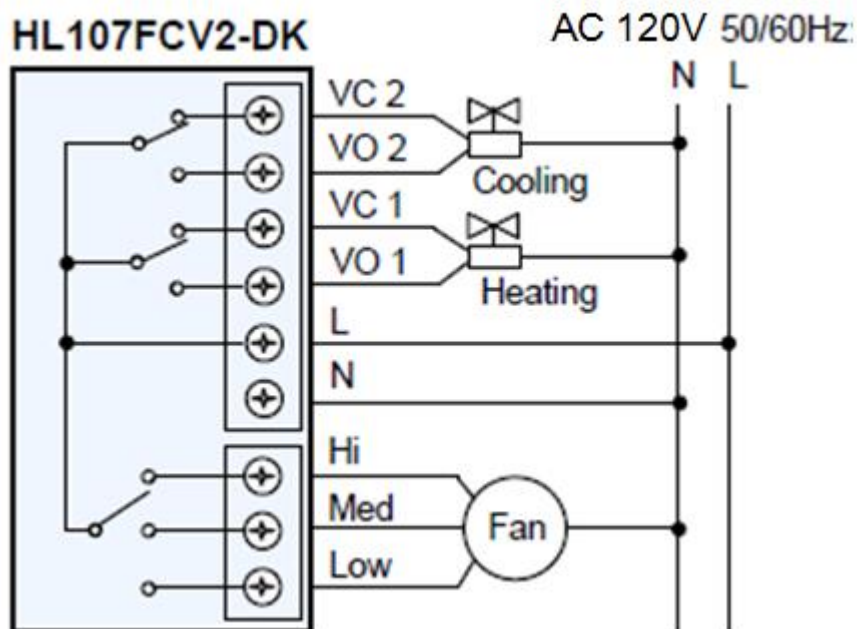 HL107FCV2-DK
AC 120V 50/60Hz:
N L
VC 2
VO 2
Cooling
VC 1
VO 1
Heating
L
N
Hi
Med
Low
Fan